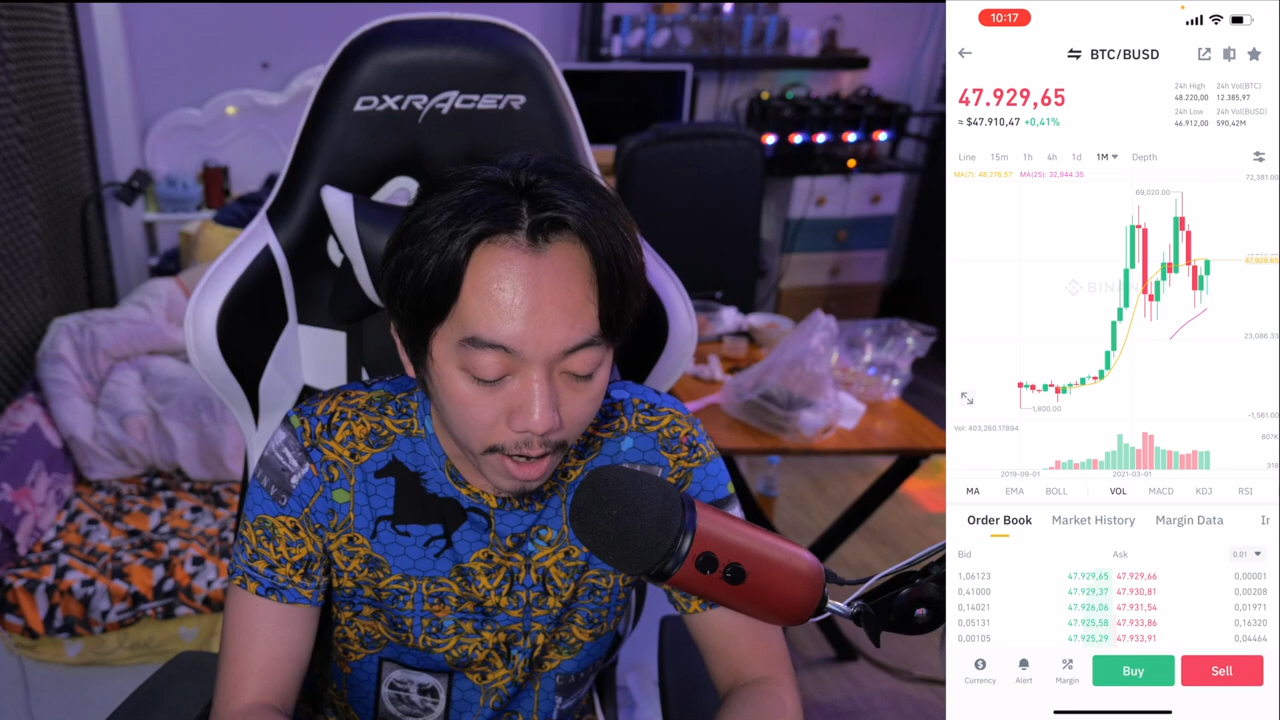 DXRACER
CAN
10:17
BTC/BUSD
47.929,65
≈ $47.910,47 +0,41%
24h High 24h Vol(BTC)
48.220,00 12.385,97
24h Low 24h Vol(BUSD)
46.912,00 590,42M
Line 15m 1h 4h 1d 1M Depth
MA(7): 48,276.57 MA(25): 32,944.35
72,381.00
69,020.00
47,929.65
BINAN
23,086.33
1,800.00
-1,561.00
Vol: 403,260.17894
607K
318
2019-09-01 2021-03-01
MA EMA BOLL VOL MACD KDJ RSI
Order Book Market History Margin Data Ir
Bid Ask 0.01
1,06123 47.929,65 47.929,66 0,00001
0,41000 47.929,37 47.930,81 0,00208
0,14021 47.926,06 47.931,54 0,01971
0,05131 47.925,58 47.933,86 0,16320
0,00105 47.925,29 47.933,91 0,04464
Currency Alert Margin Buy Sell